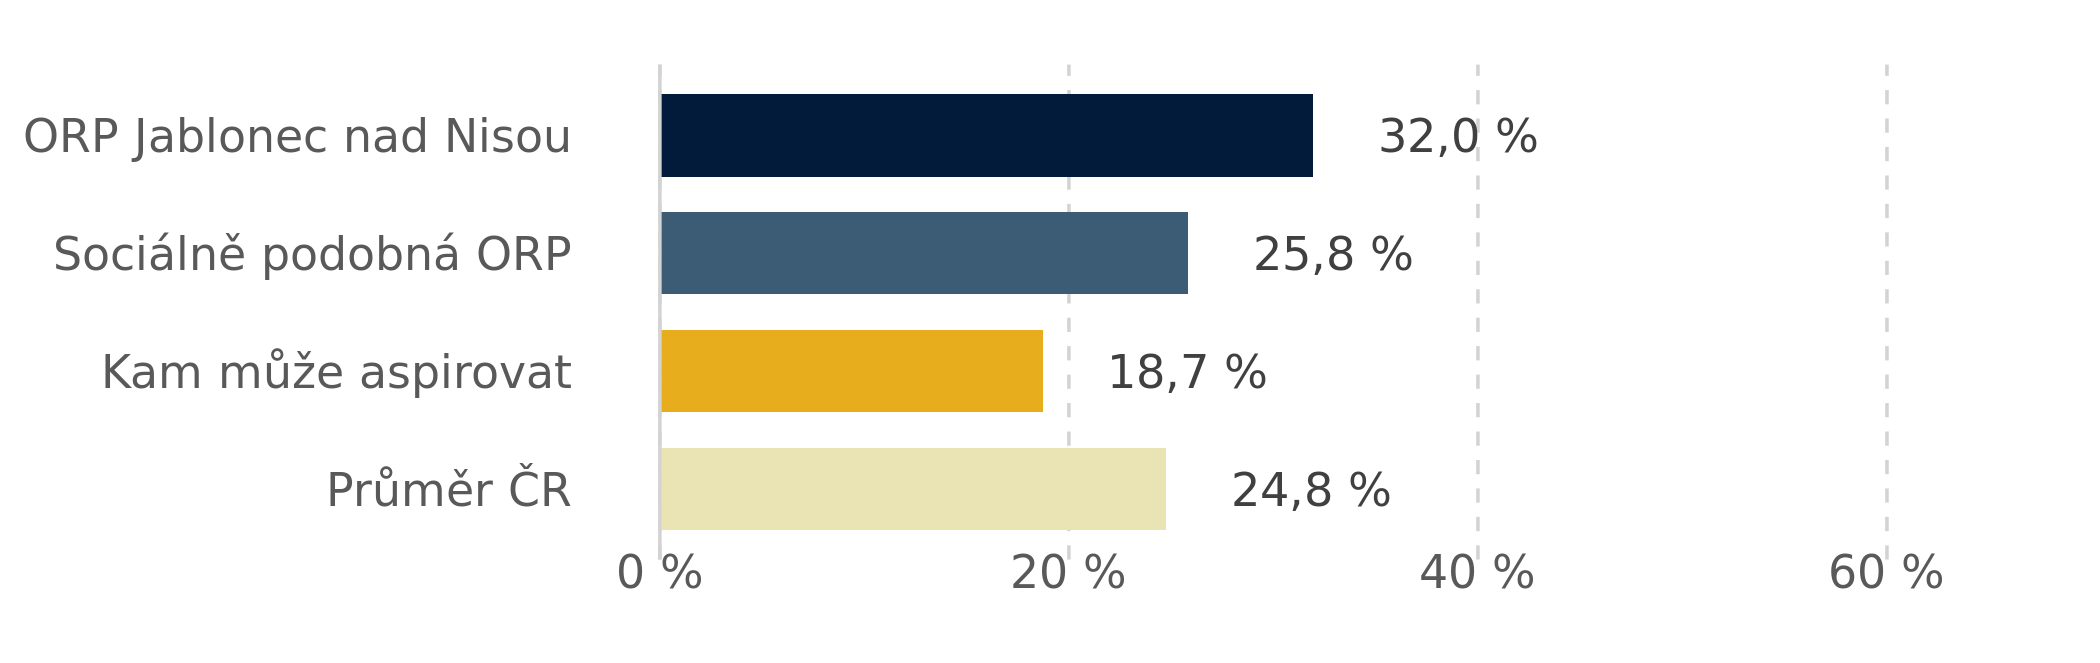 ORP Jablonec nad Nisou 32,0 %
Sociálně podobná ORP 25,8 %
Kam může aspirovat 18,7 %
Průměr ČR 24,8 %
0 % 20 % 40 % 60 %